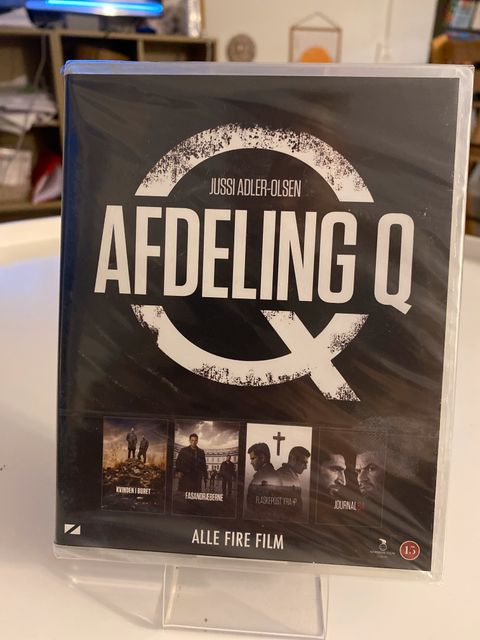 JUSSI ADLER-OLSEN
AFDELING Q
KVINDEN I BURET
FASANDRÆBERNE
FLASKEPOST FRA P
JOURNAL 64
ALLE FIRE FILM
15